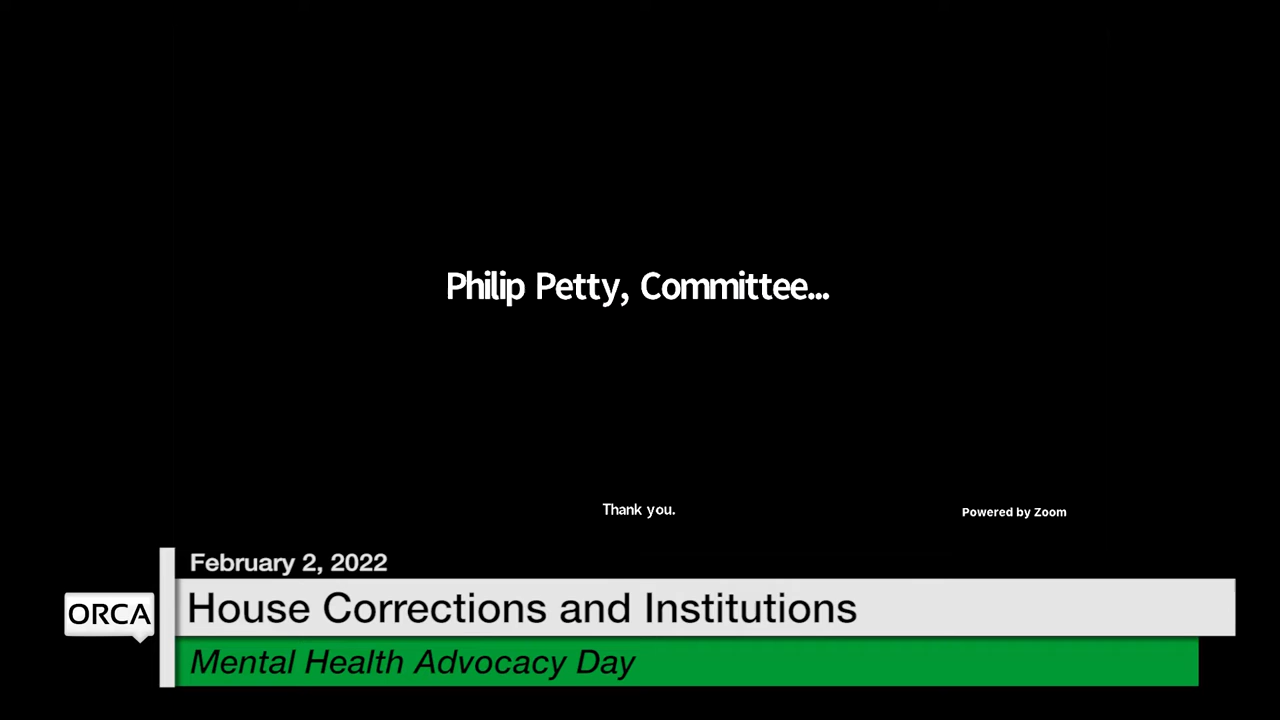 Philip Petty, Committee...
Thank you.
Powered by Zoom
February 2, 2022
ORCA
House Corrections and Institutions
Mental Health Advocacy Day